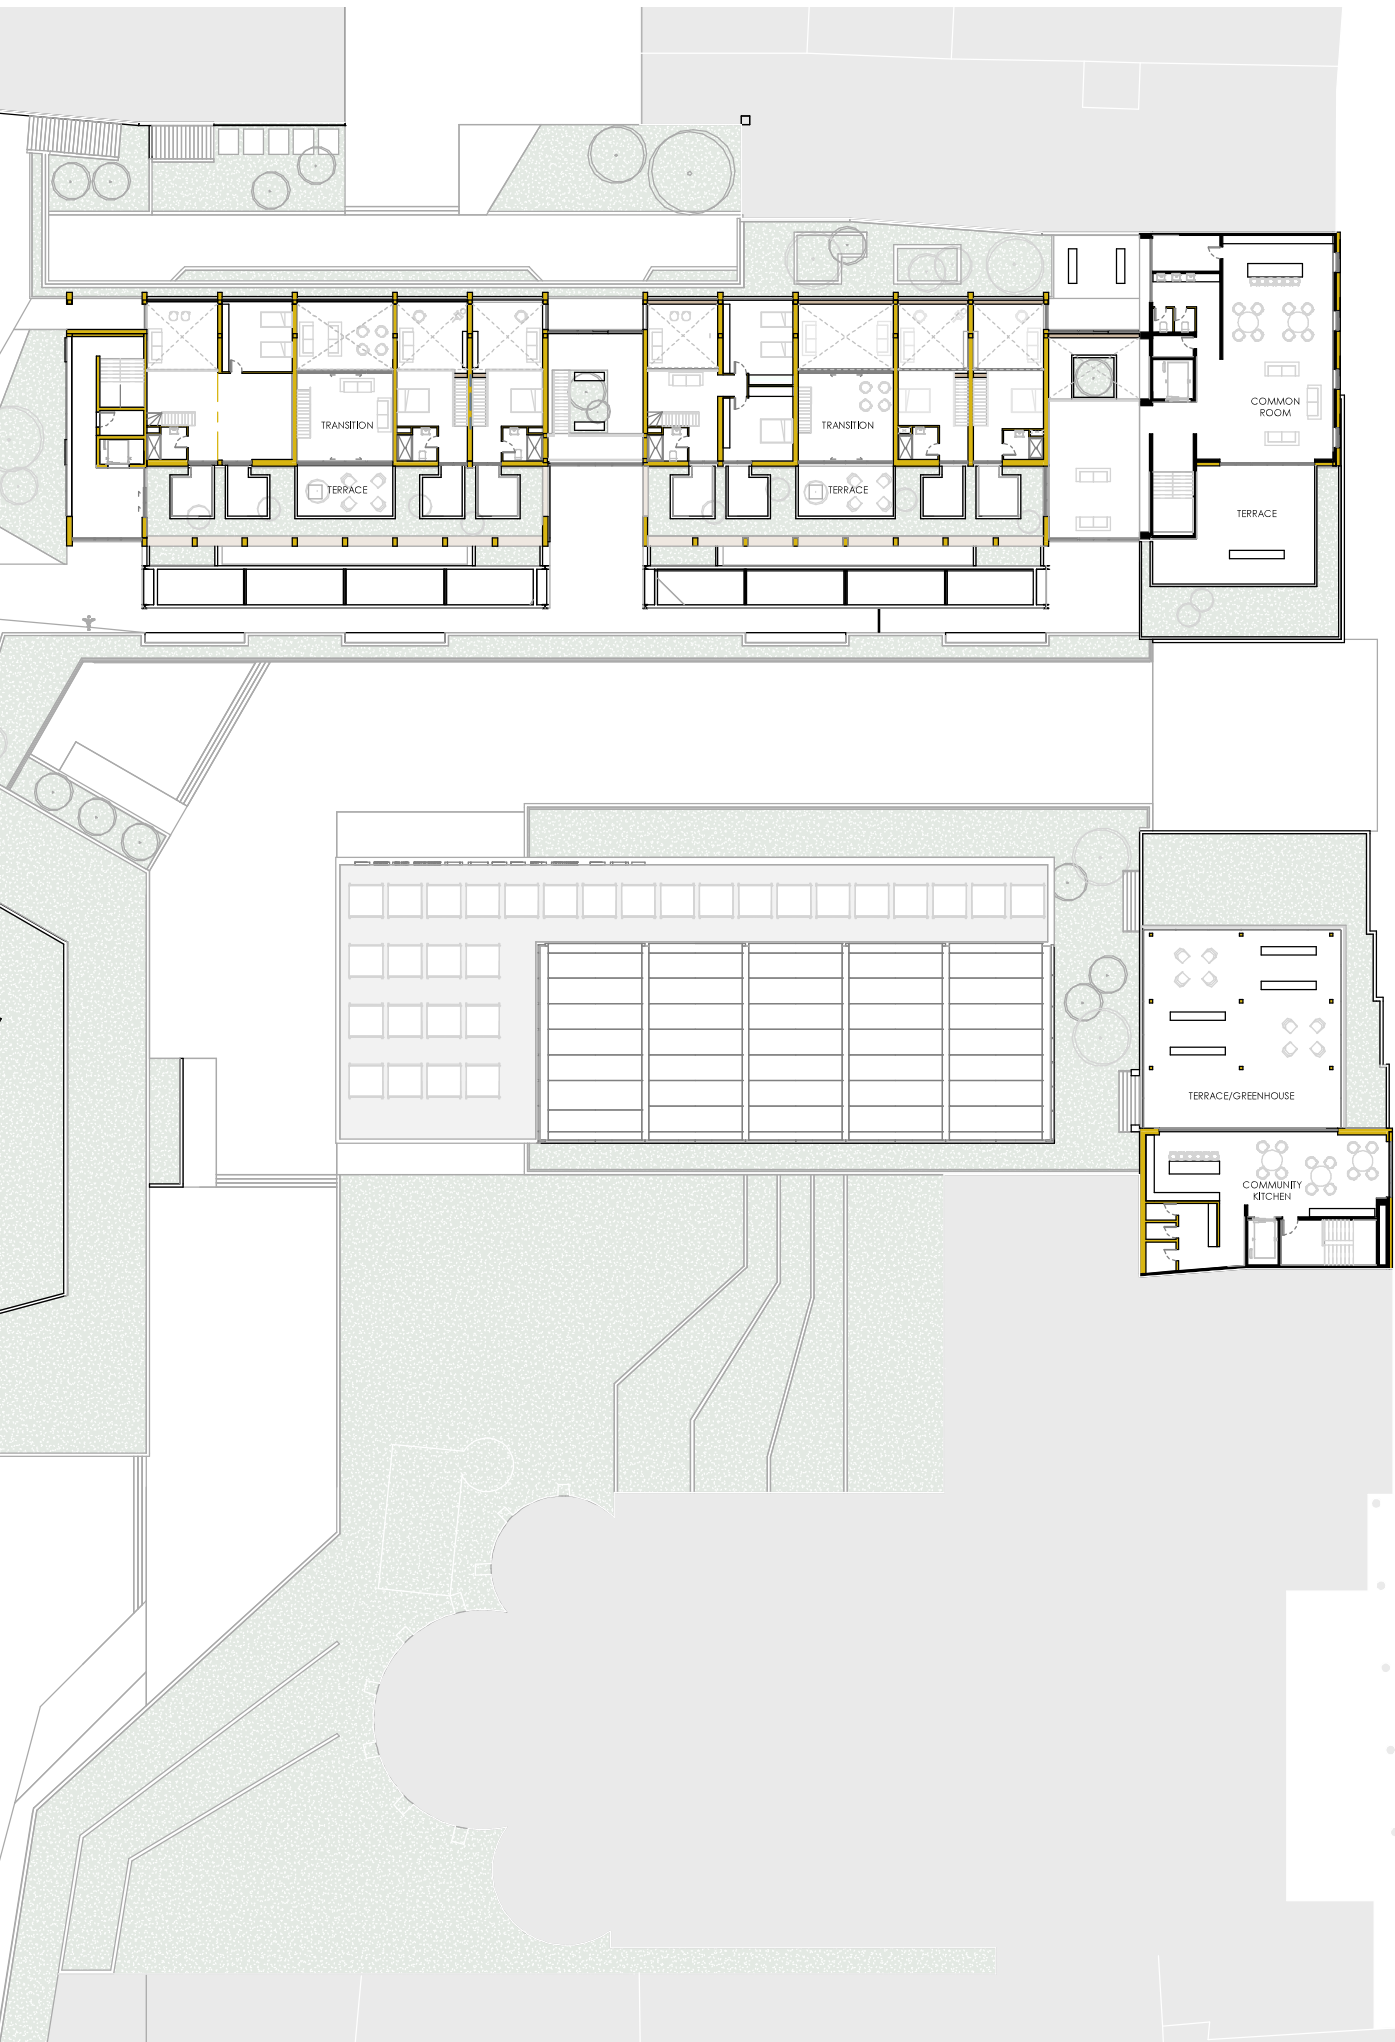 COMMON
ROOM
TRANSITION
TRANSITION
TERRACE
TERRACE
TERRACE
TERRACE/GREENHOUSE
COMMUNITY
KITCHEN